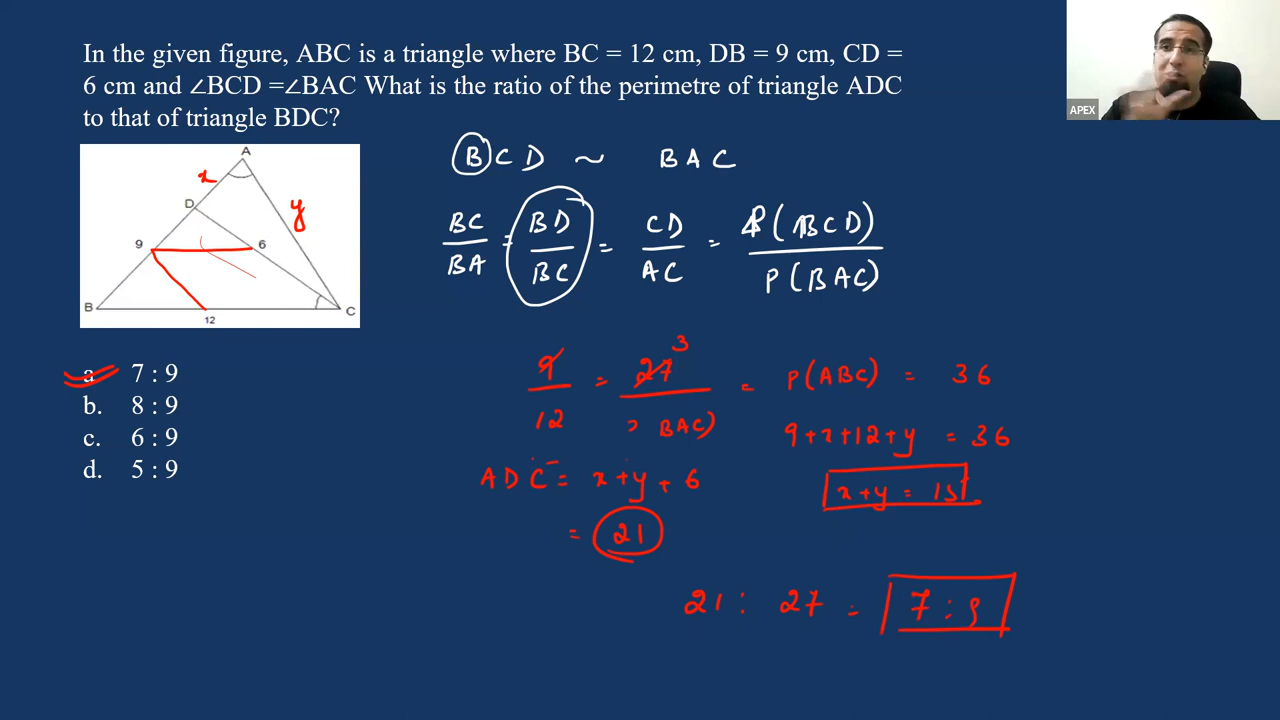 In the given figure, ABC is a triangle where BC = 12 cm, DB = 9 cm, CD =
6 cm and ∠BCD =∠BAC What is the ratio of the perimetre of triangle ADC
to that of triangle BDC?
APEX
A
x
D
y
9
6
B
C
12
BCD ~ BAC
BC/BA = BD/BC = CD/AC = P(BCD)/P(BAC)
a. 7 : 9
b. 8 : 9
c. 6 : 9
d. 5 : 9
9/12 = 27/BAC) = P(ABC) = 36
3
9+x+12+y = 36
ADC = x+y+6
x+y = 15
= 21
21 : 27 = 7 : 9